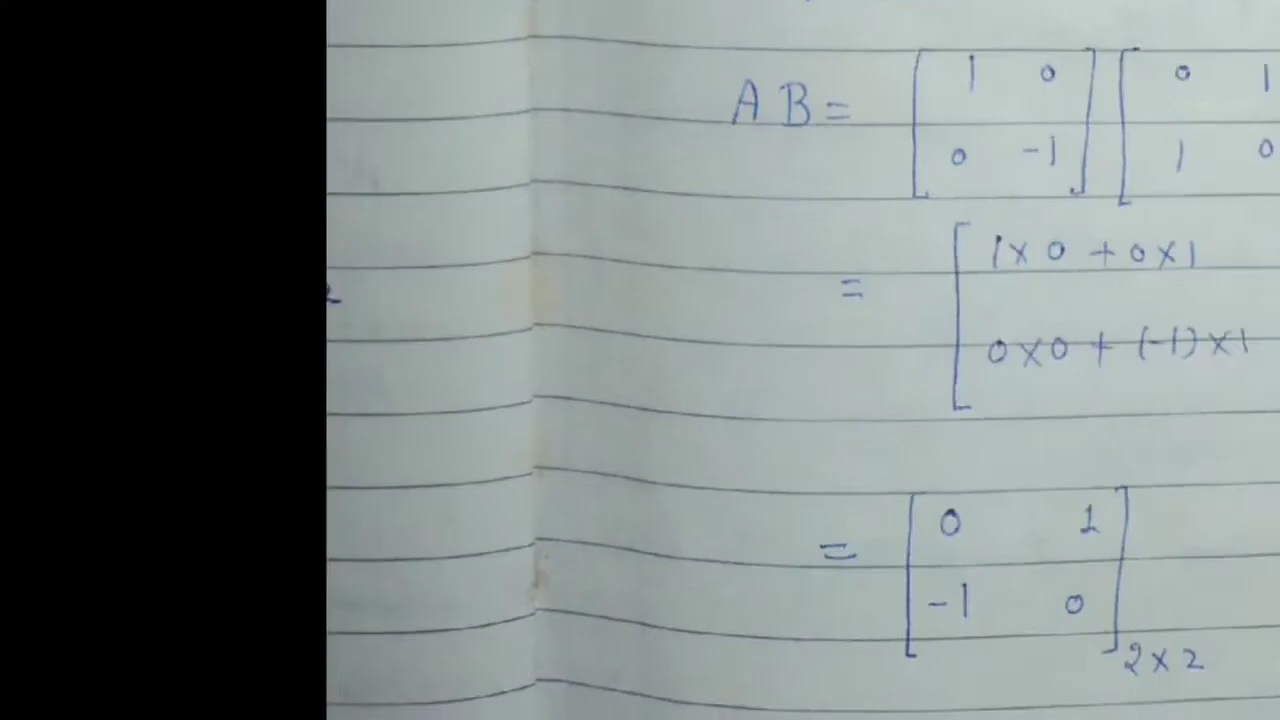 AB = [ 1 0 [ 0 1
0 -1 ] 1 0
= [ 1×0 + 0×1
0×0 + (-1)×1
= [ 0 1
-1 0 ] 2×2